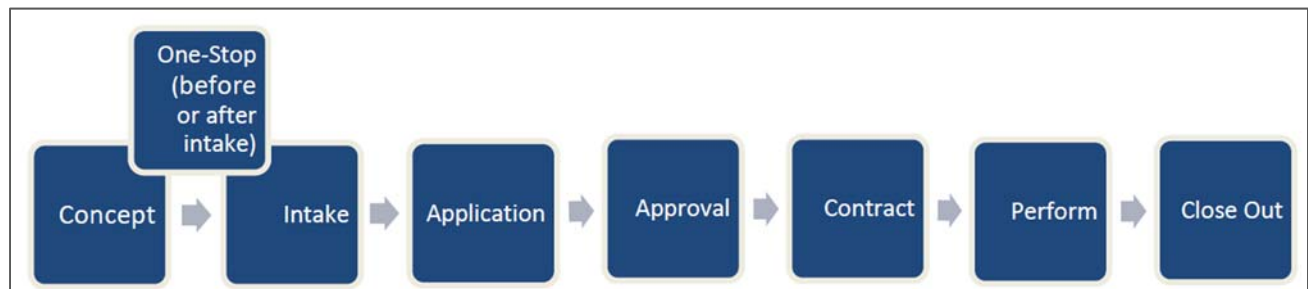 One-Stop
(before
or after
intake)
Concept
Intake
Application
Approval
Contract
Perform
Close Out